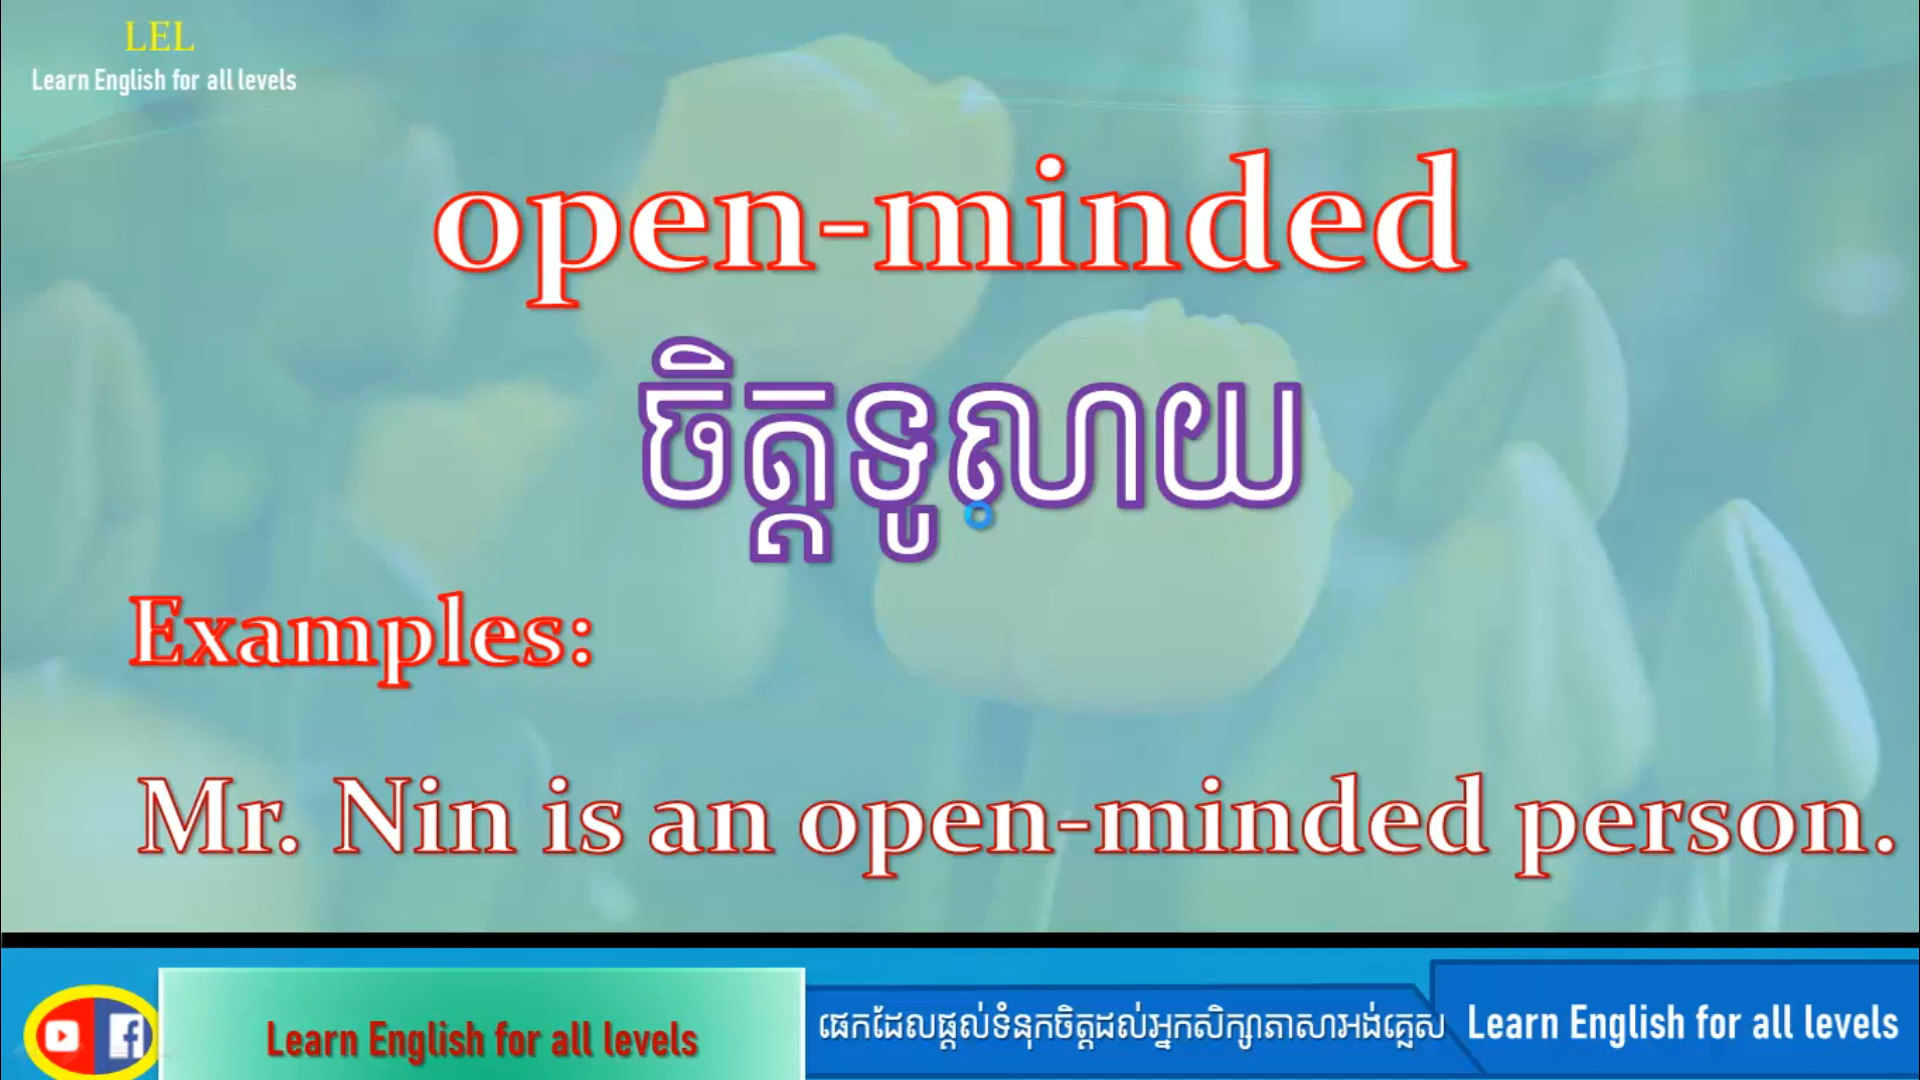 LEL
Learn English for all levels
open-minded
ចិត្តទូលាយ
Examples:
Mr. Nin is an open-minded person.
Learn English for all levels
ផេកដែលផ្តល់ទំនុកចិត្តដល់អ្នកសិក្សាភាសាអង់គ្លេស
Learn English for all levels